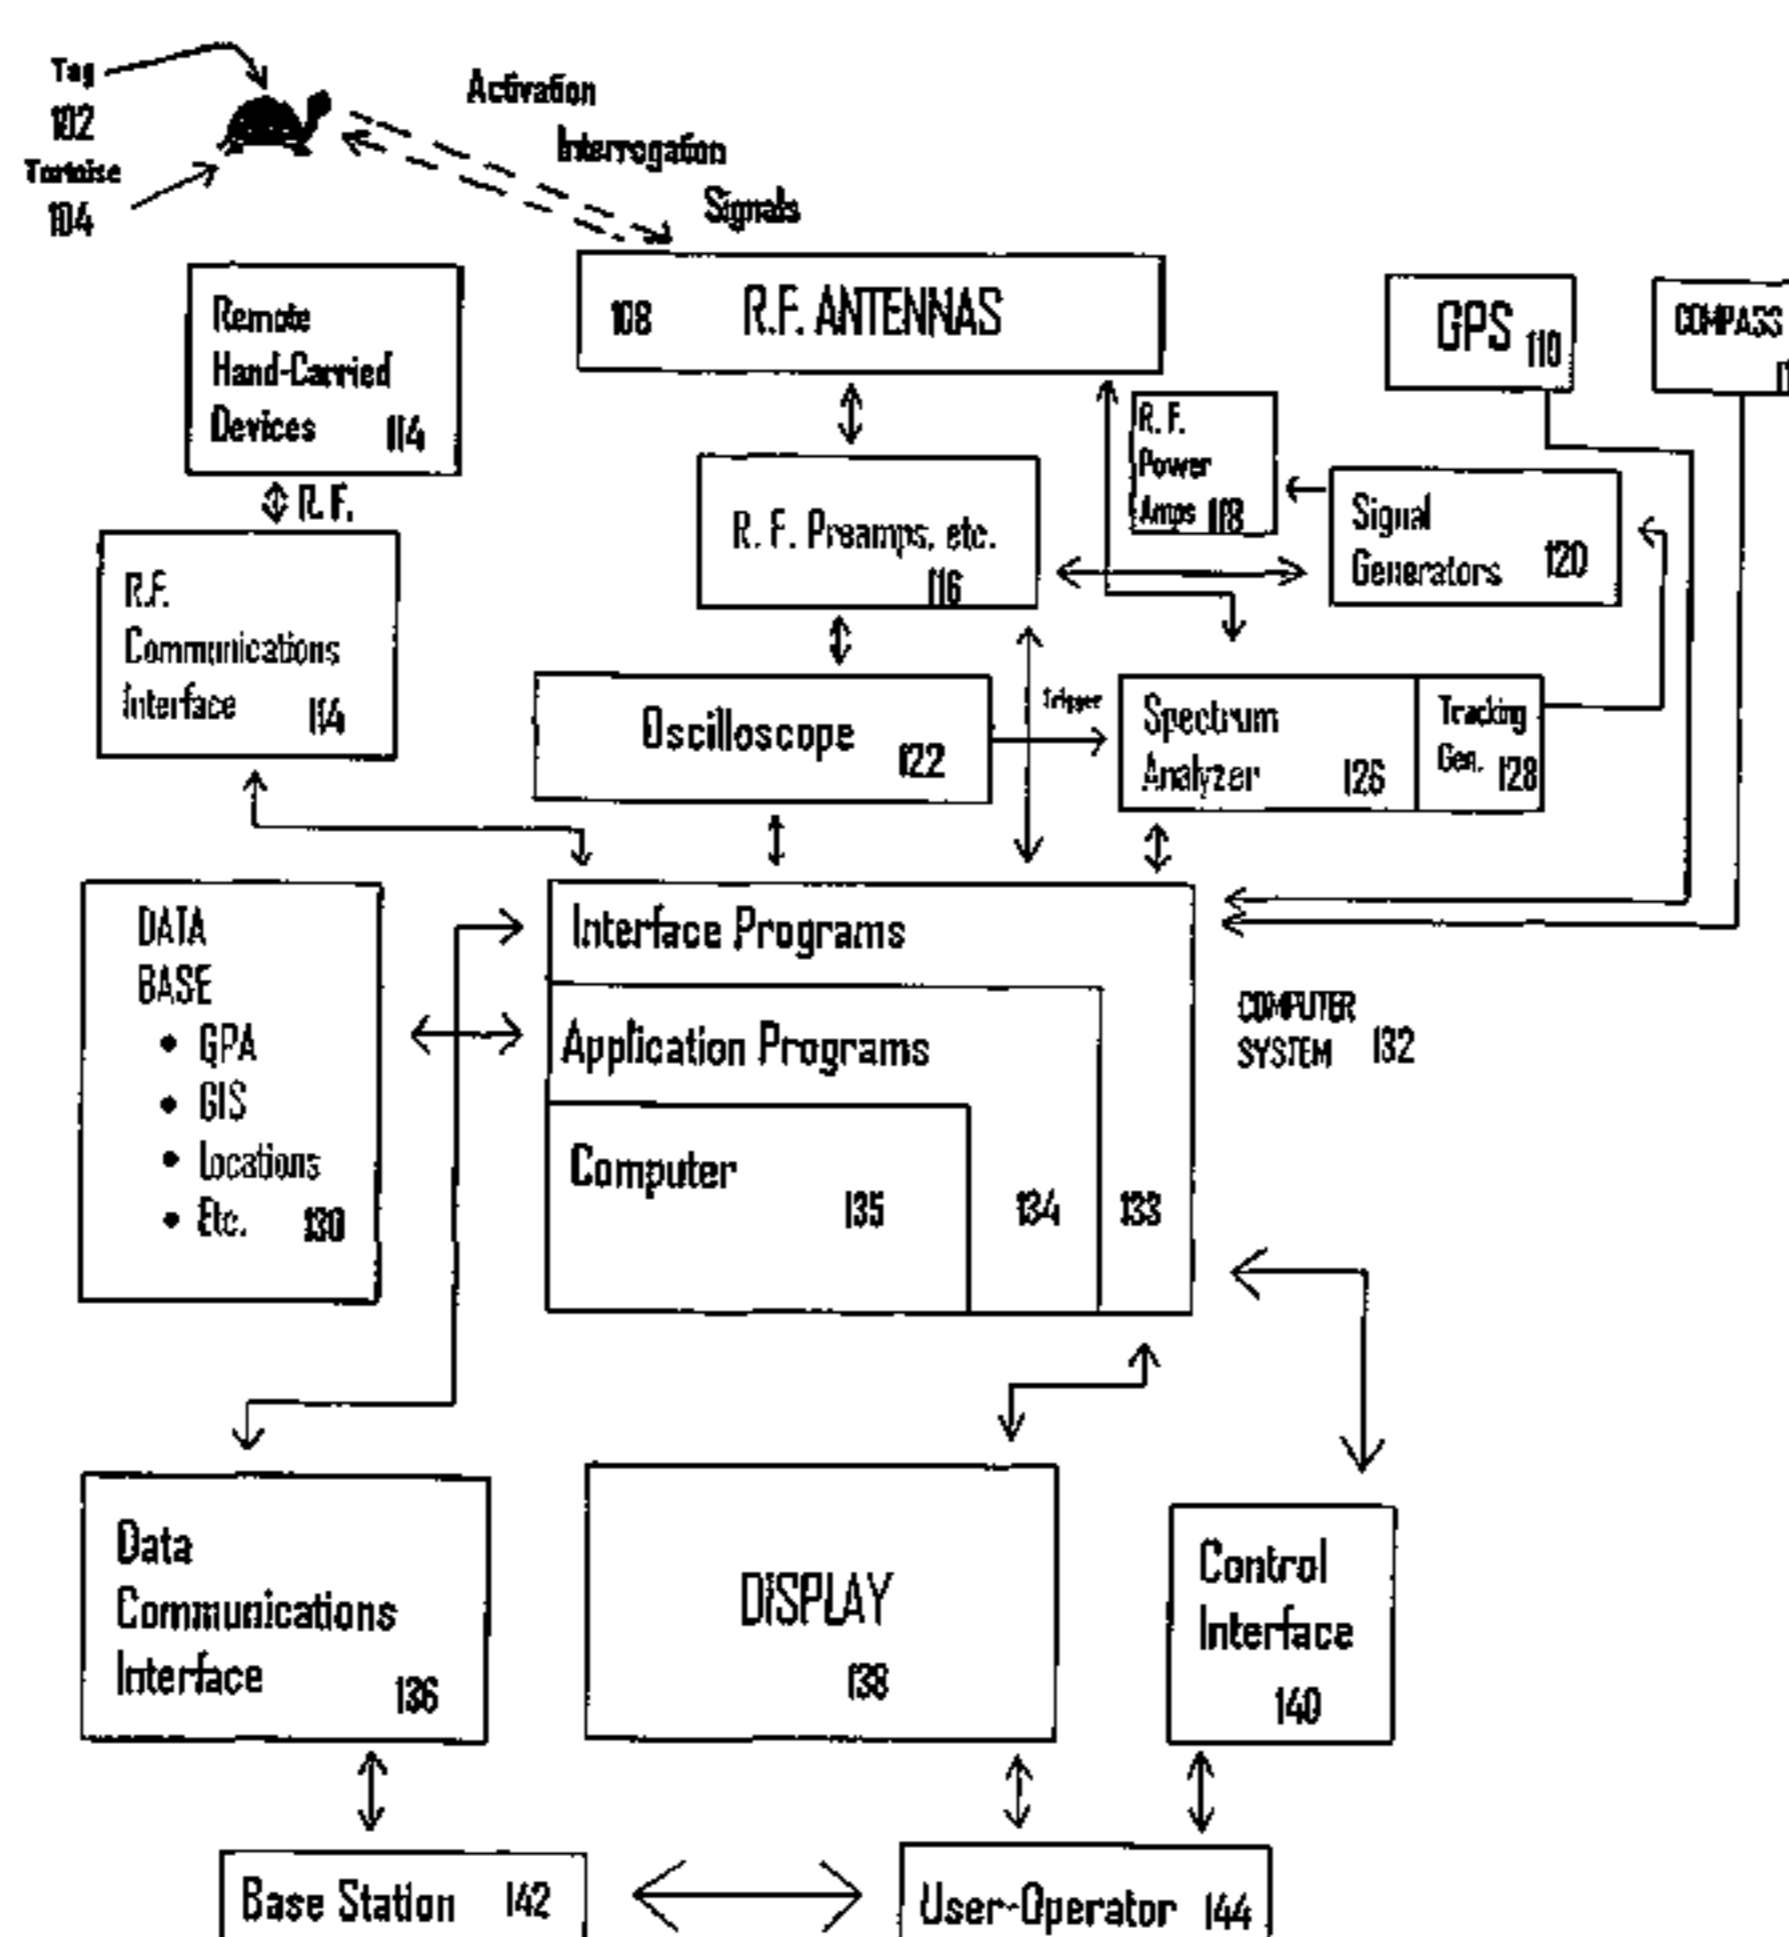 Tag
102
Tortoise
104
Activation
Interrogation
Signals
Remote
Hand-Carried
Devices 114
R.F.
108 R.F. ANTENNAS
GPS 110
COMPASS
R. F.
Power
Amps 118
Signal
Generators 120
R. F. Preamps, etc.
116
R.F.
Communications
Interface 114
Oscilloscope 122
Trigger
Spectrum
Analyzer 126
Tracking
Gen. 128
DATA
BASE
• GPA
• GIS
• Locations
• Etc. 130
Interface Programs
Application Programs
Computer
135 134 133
COMPUTER
SYSTEM 132
Data
Communications
Interface 136
DISPLAY
138
Control
Interface
140
Base Station 142
User-Operator 144